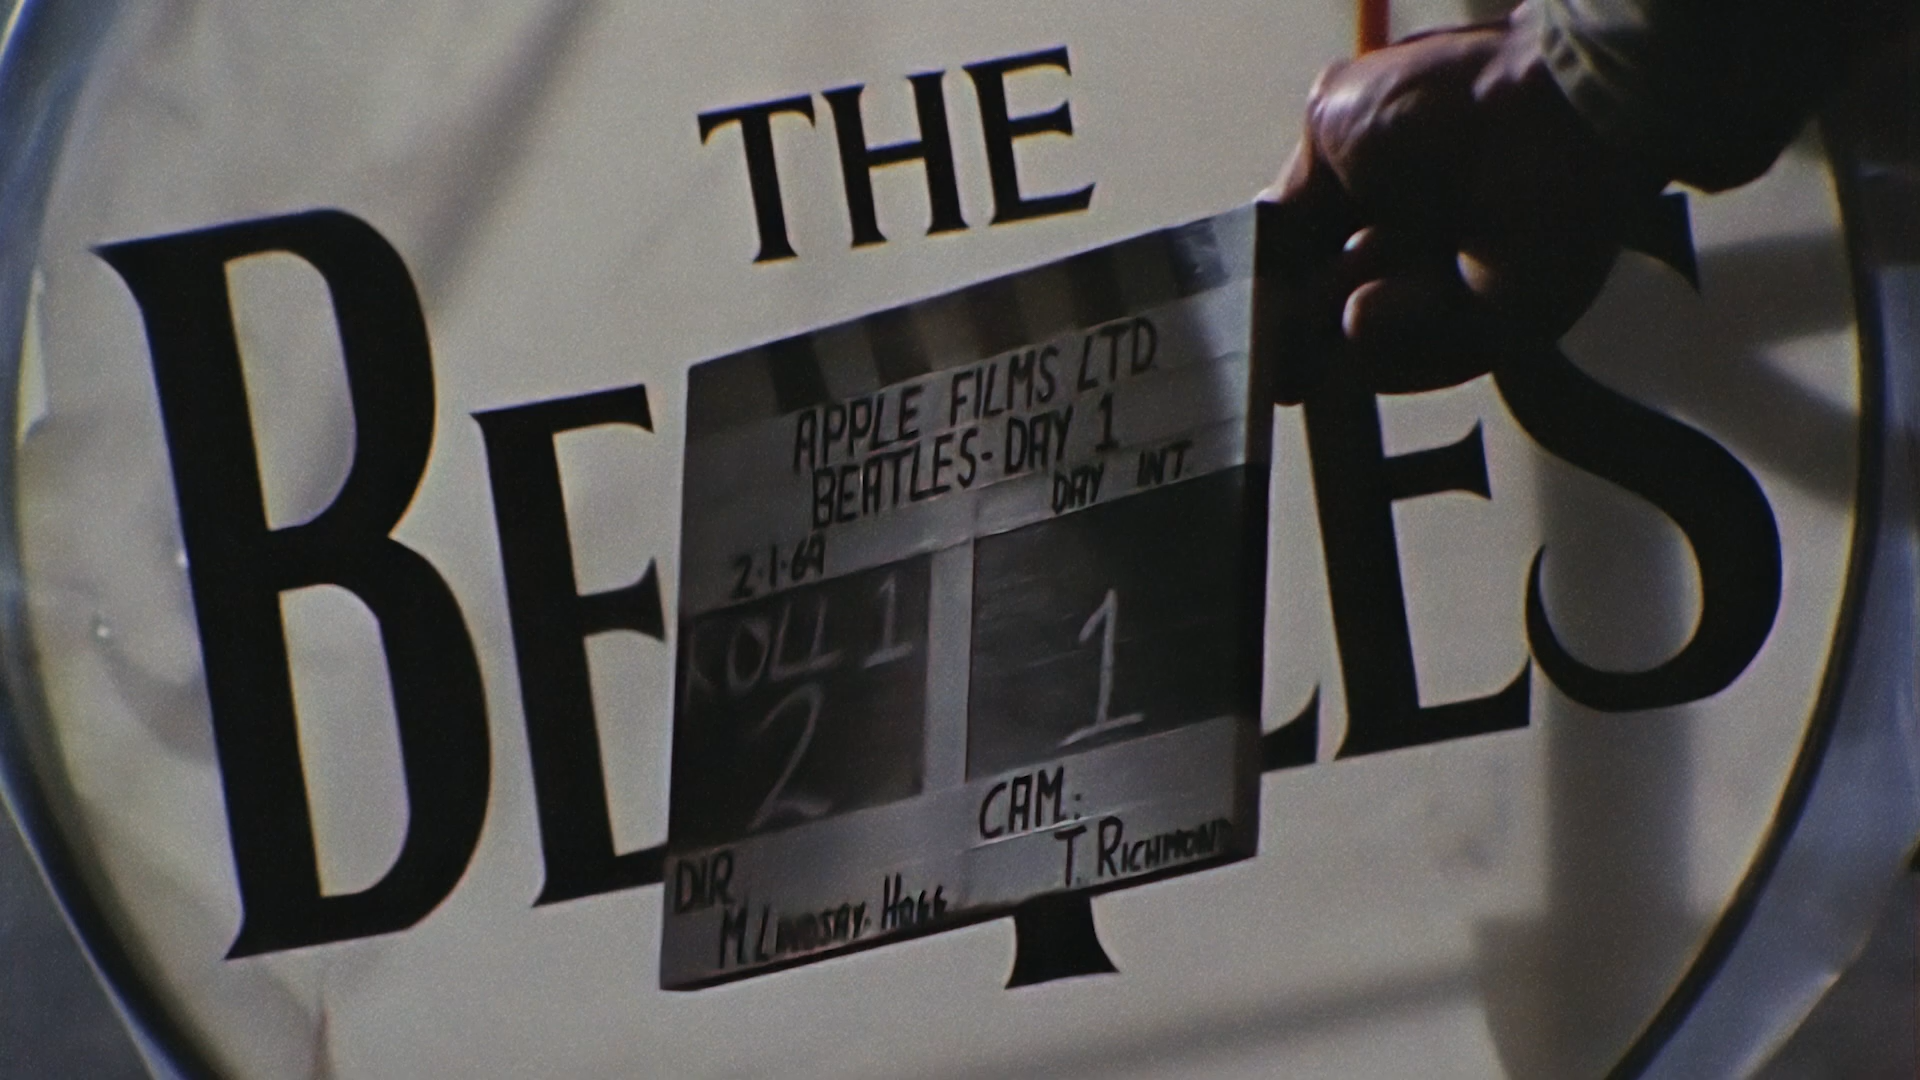 THE
BEATLES
APPLE FILMS LTD
BEATLES-DAY 1
DAY INT.
2·1·69
ROLL 1
2
1
CAM:
T. RICHMOND
DIR
M. LINDSAY-HOGG